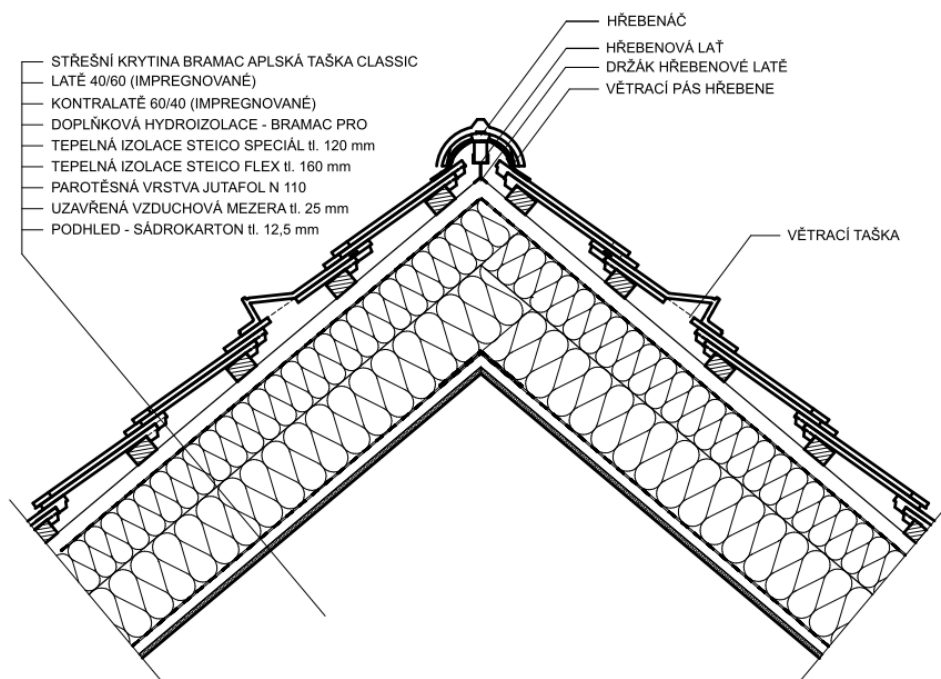 STŘEŠNÍ KRYTINA BRAMAC APLSKÁ TAŠKA CLASSIC
LATĚ 40/60 (IMPREGNOVANÉ)
KONTRALATĚ 60/40 (IMPREGNOVANÉ)
DOPLŇKOVÁ HYDROIZOLACE - BRAMAC PRO
TEPELNÁ IZOLACE STEICO SPECIÁL tl. 120 mm
TEPELNÁ IZOLACE STEICO FLEX tl. 160 mm
PAROTĚSNÁ VRSTVA JUTAFOL N 110
UZAVŘENÁ VZDUCHOVÁ MEZERA tl. 25 mm
PODHLED - SÁDROKARTON tl. 12,5 mm
HŘEBENÁČ
HŘEBENOVÁ LAŤ
DRŽÁK HŘEBENOVÉ LATĚ
VĚTRACÍ PÁS HŘEBENE
VĚTRACÍ TAŠKA